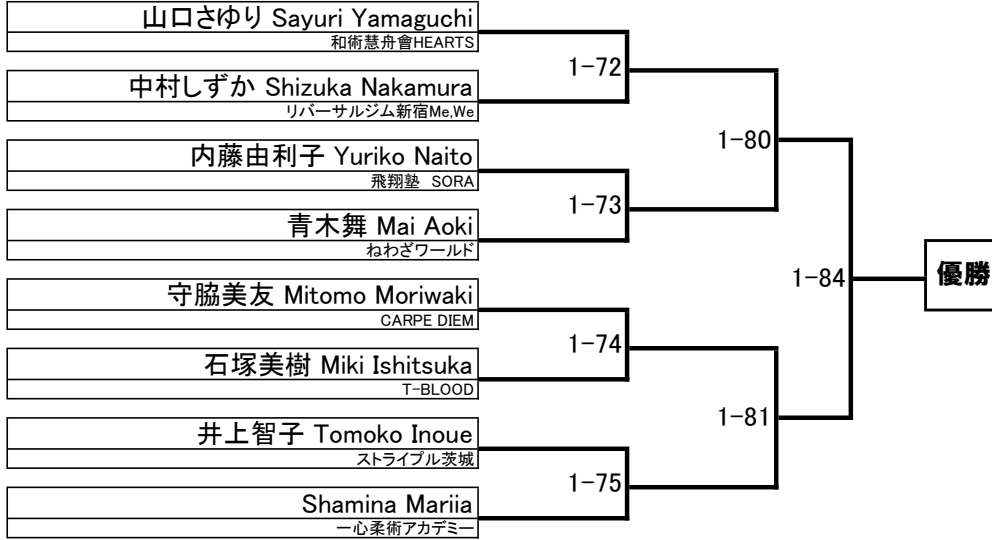 山口さゆり Sayuri Yamaguchi
和術慧舟會HEARTS
1-72
中村しずか Shizuka Nakamura
リバーサルジム新宿Me,We
1-80
内藤由利子 Yuriko Naito
飛翔塾　SORA
1-73
青木舞 Mai Aoki
ねわざワールド
1-84
優勝
守脇美友 Mitomo Moriwaki
CARPE DIEM
1-74
石塚美樹 Miki Ishitsuka
T-BLOOD
1-81
井上智子 Tomoko Inoue
ストライプル茨城
1-75
Shamina Mariia
一心柔術アカデミー